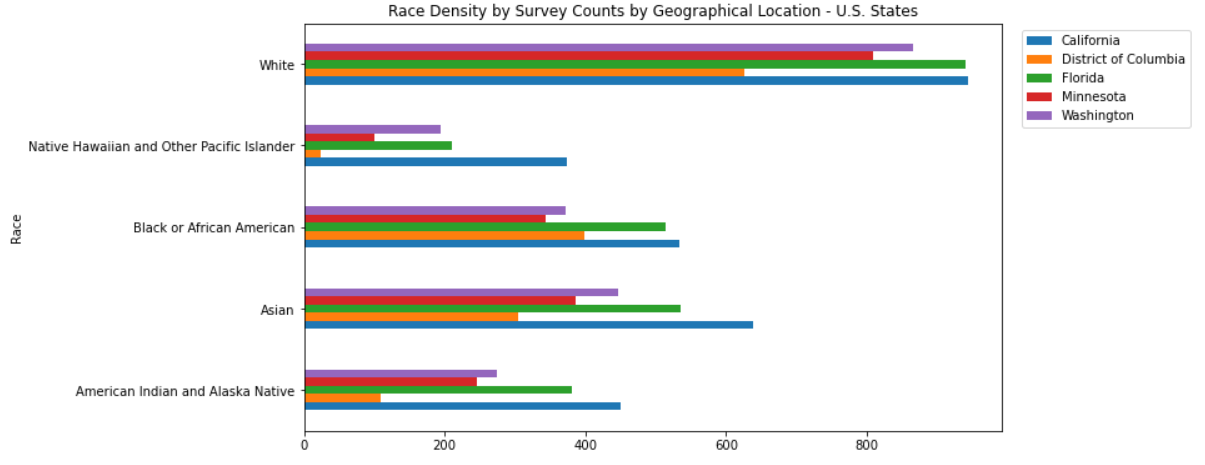 Race Density by Survey Counts by Geographical Location - U.S. States
California
District of Columbia
Florida
Minnesota
Washington
Race
White
Native Hawaiian and Other Pacific Islander
Black or African American
Asian
American Indian and Alaska Native
0 200 400 600 800